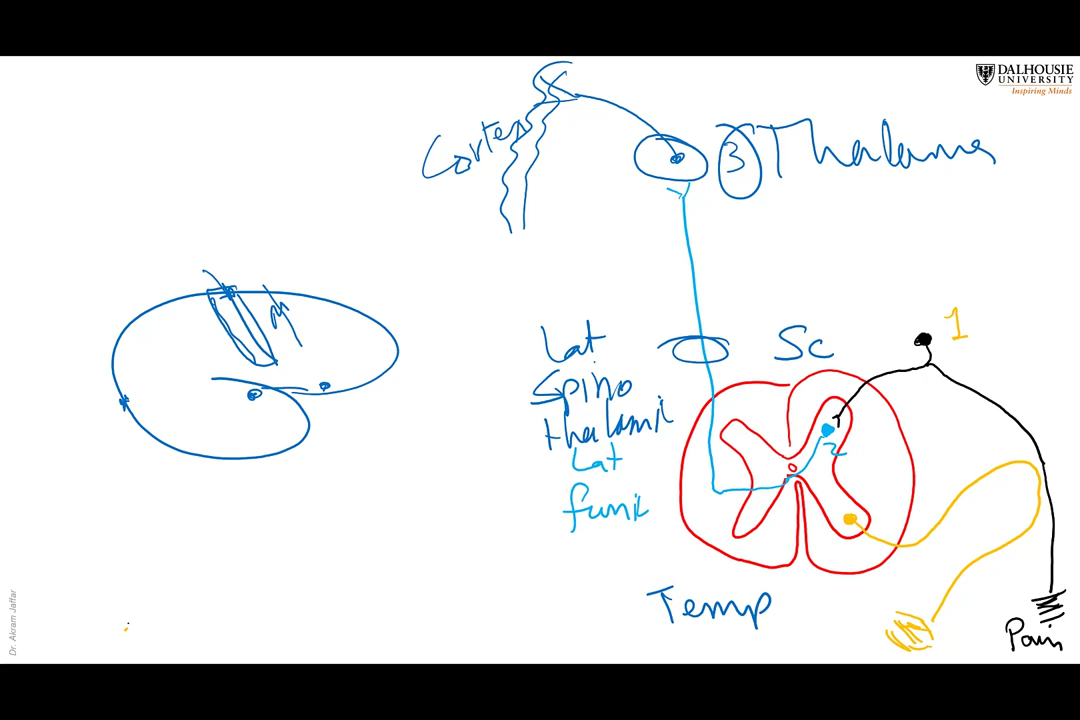 DALHOUSIE
UNIVERSITY
Inspiring Minds
Cortex
3
Thalamus
1
Lat
Spino
thalamic
Sc
2
Lat
funic
Temp
Pain
Dr. Akram Jaffar